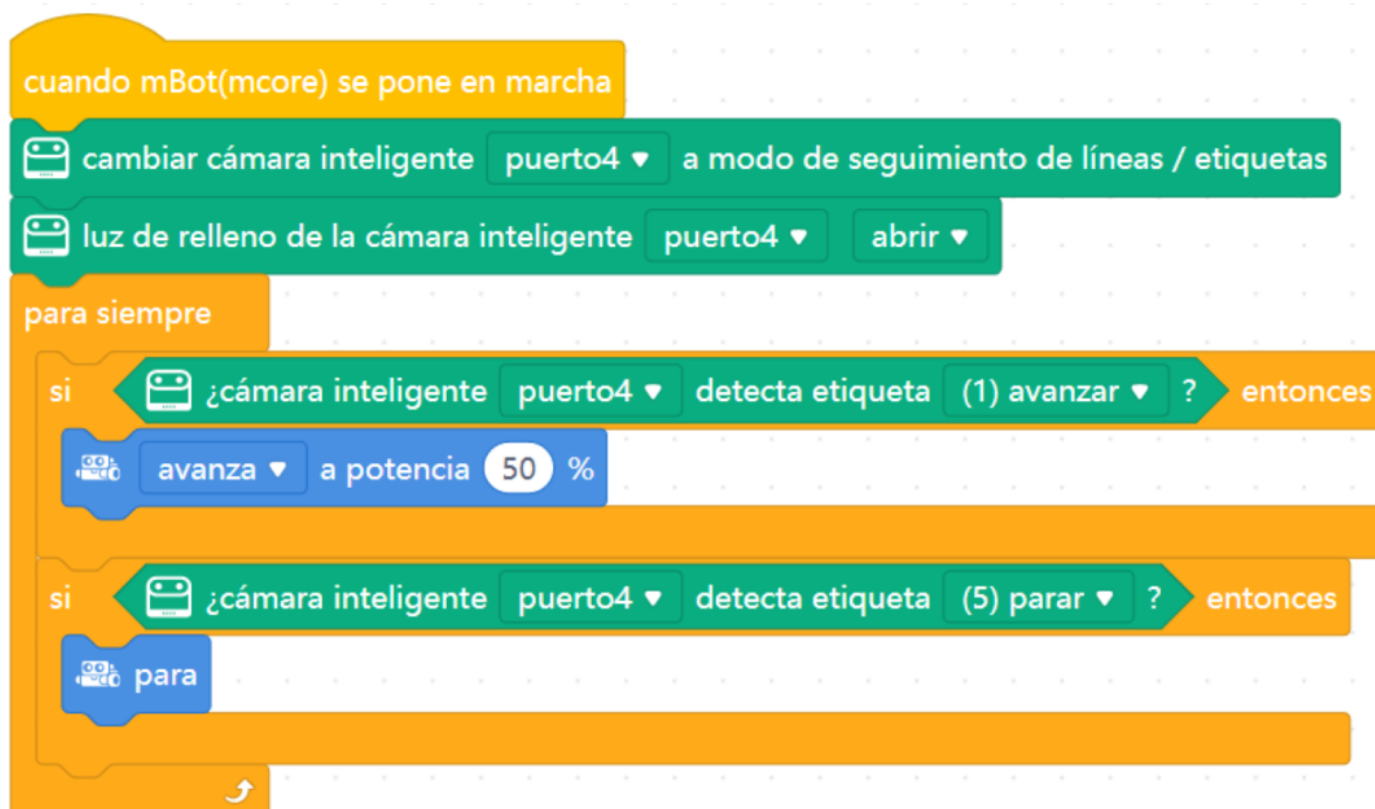 cuando mBot(mcore) se pone en marcha
cambiar cámara inteligente puerto4 a modo de seguimiento de líneas / etiquetas
luz de relleno de la cámara inteligente puerto4 abrir
para siempre
si ¿cámara inteligente puerto4 detecta etiqueta (1) avanzar ? entonces
avanza a potencia 50 %
si ¿cámara inteligente puerto4 detecta etiqueta (5) parar ? entonces
para